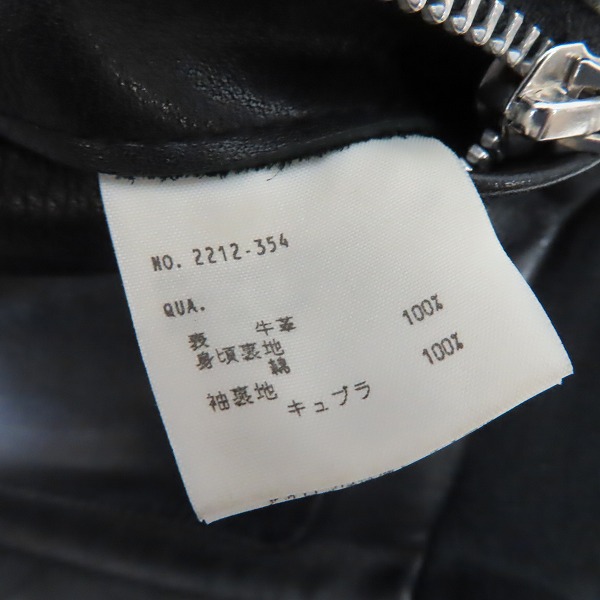 NO. 2212-354
QUA.
表 牛革 100%
身頃裏地
綿 100%
袖裏地
キュプラ